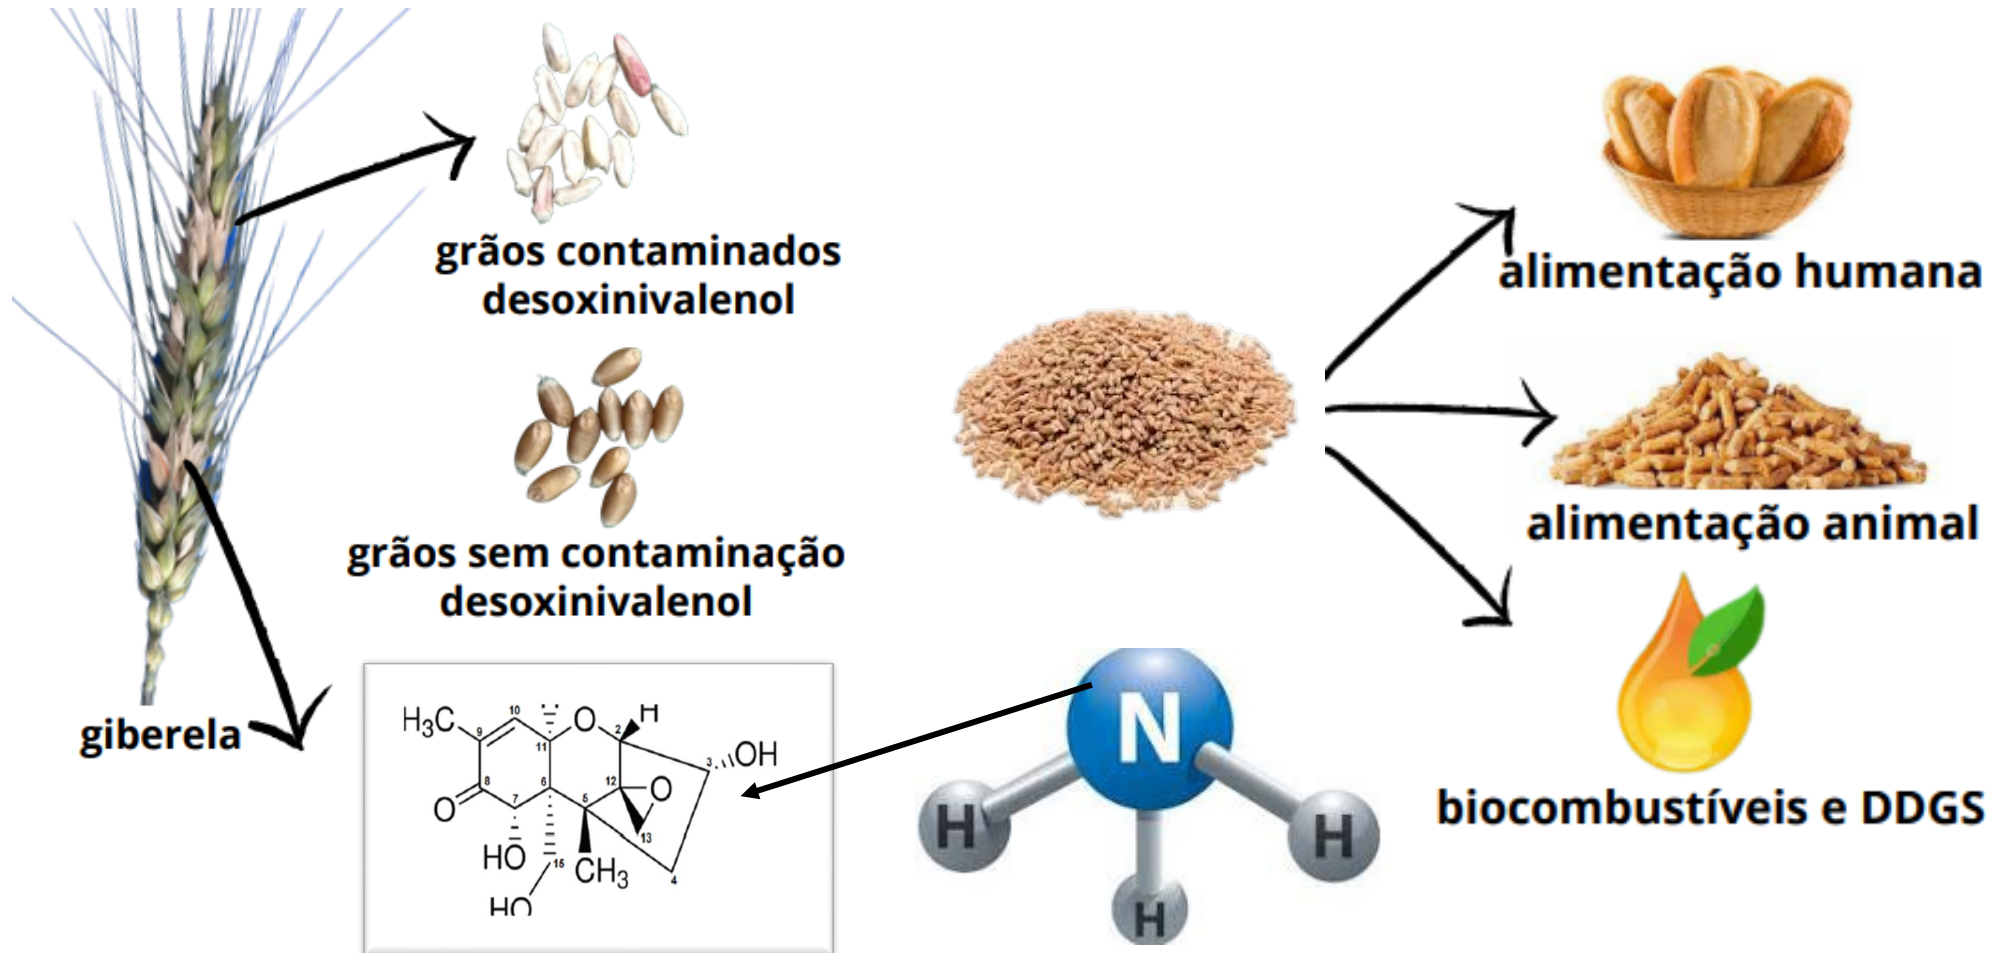 grãos contaminados
desoxinivalenol
grãos sem contaminação
desoxinivalenol
giberela
alimentação humana
alimentação animal
biocombustíveis e DDGS
H₃C
9
10
11
O
2
H
3
OH
8
O
7
6
12
O
5
13
HO
15
CH₃
4
HO
N
H
H
H